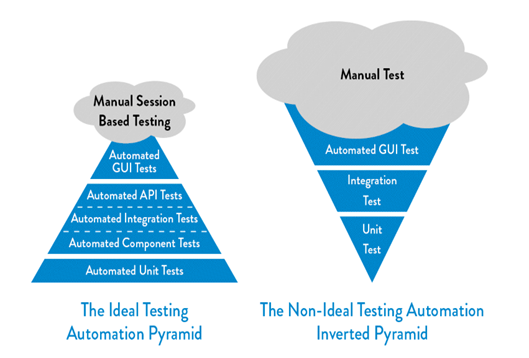 Manual Session
Based Testing
Automated
GUI Tests
Automated API Tests
Automated Integration Tests
Automated Component Tests
Automated Unit Tests
The Ideal Testing
Automation Pyramid
Manual Test
Automated GUI Test
Integration
Test
Unit
Test
The Non-Ideal Testing Automation
Inverted Pyramid